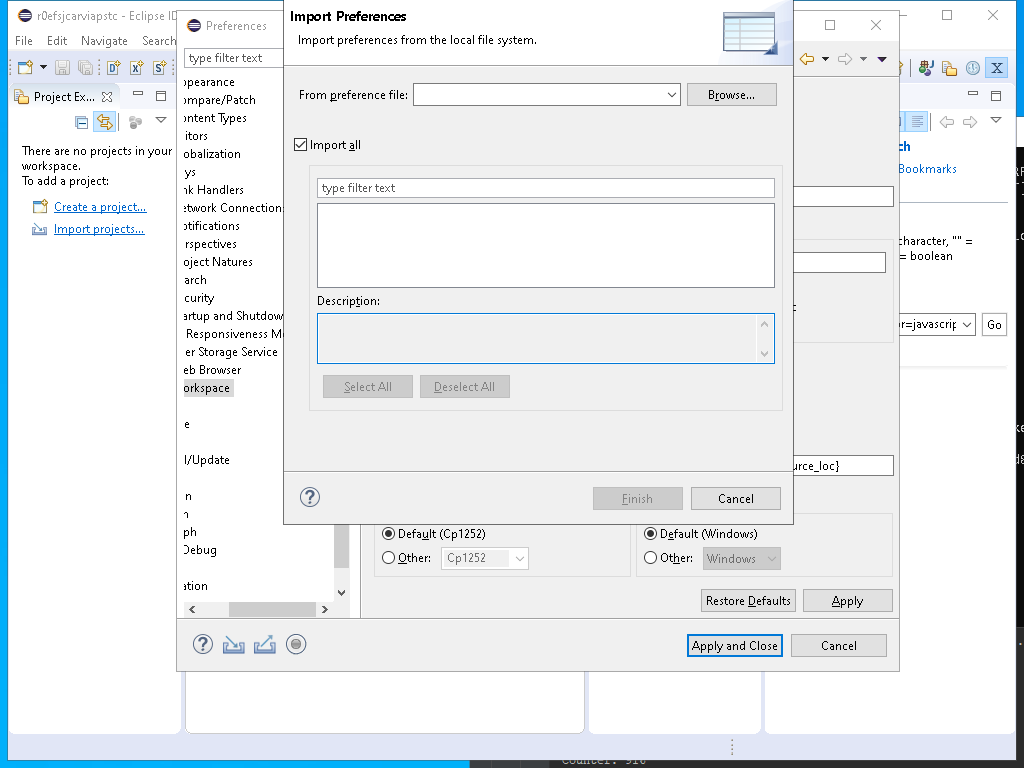 r0efsjcarviapstc - Eclipse ID
File Edit Navigate Search
Project Ex...
There are no projects in your
workspace.
To add a project:
Create a project...
Import projects...
Preferences
type filter text
ppearance
ompare/Patch
ontent Types
itors
obalization
ys
nk Handlers
etwork Connection
otifications
rspectives
oject Natures
arch
curity
artup and Shutdow
Responsiveness M
er Storage Service
eb Browser
orkspace
e
l/Update
n
n
ph
Debug
ation
Import Preferences
Import preferences from the local file system.
From preference file:
Browse...
Import all
type filter text
Description:
Select All
Deselect All
Finish
Cancel
urce_loc}
Default (Cp1252)
Other:
Cp1252
Default (Windows)
Other:
Windows
Restore Defaults
Apply
Apply and Close
Cancel
ch
Bookmarks
character, "" =
= boolean
or=javascrip
Go
Counter: 916